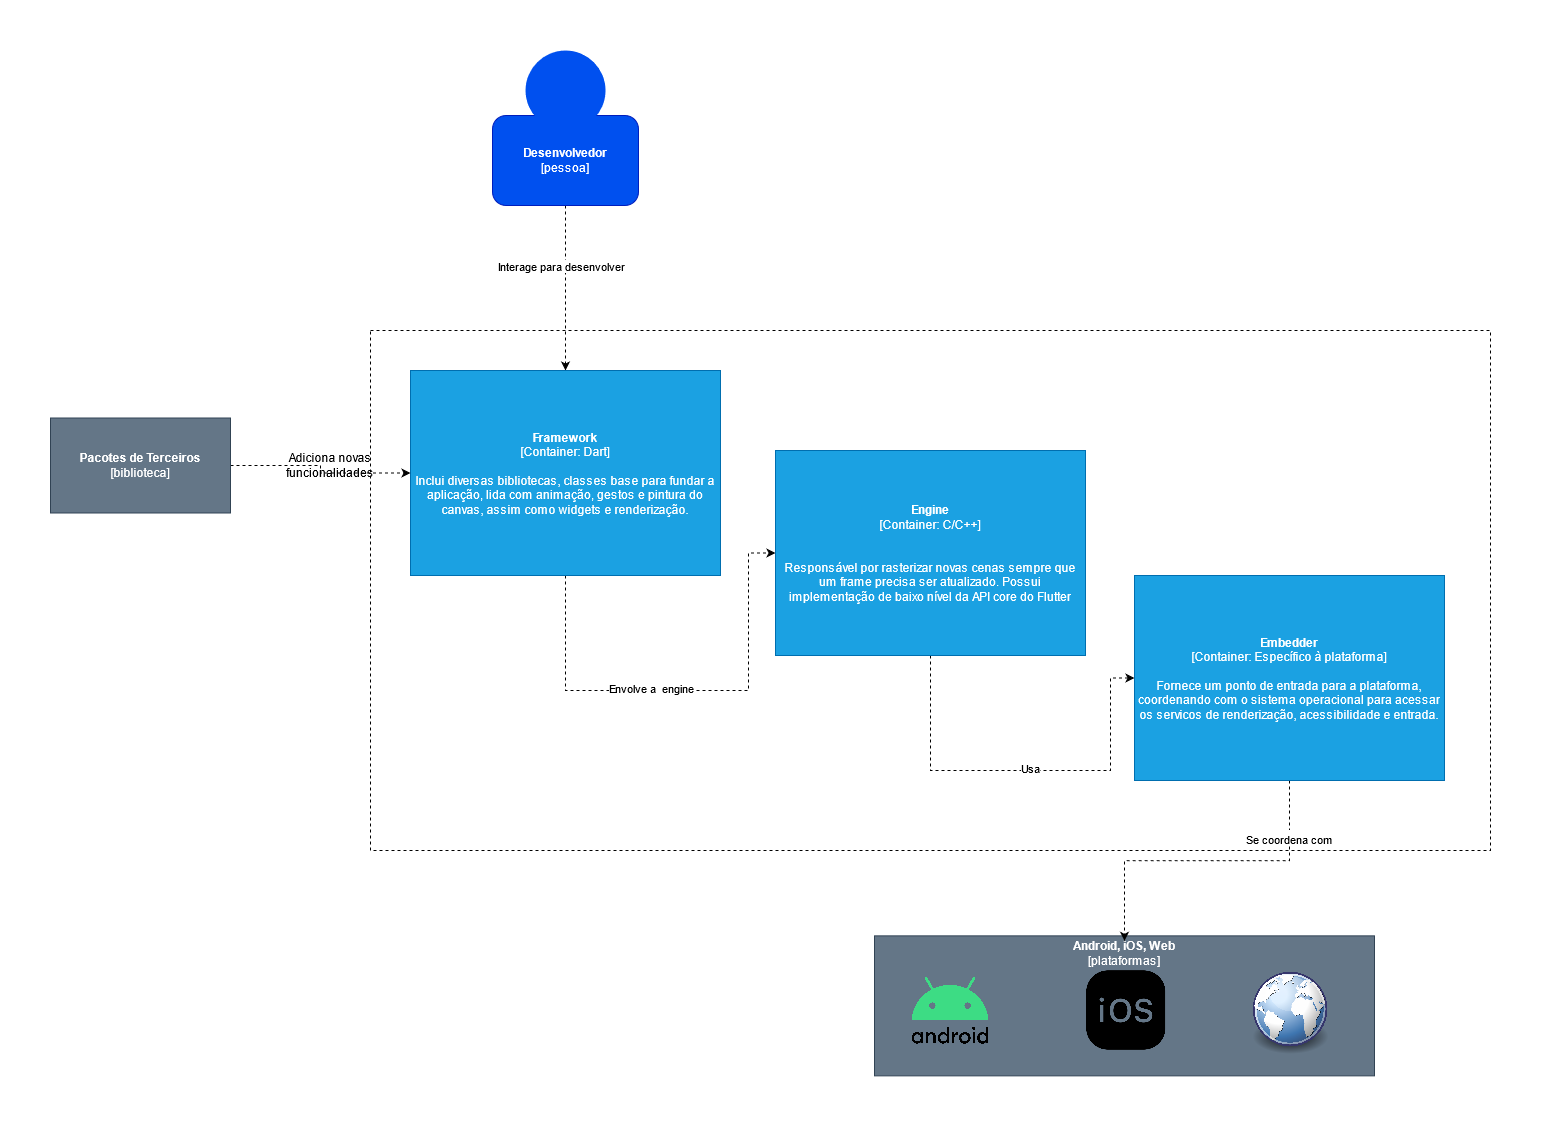 Desenvolvedor
[pessoa]
Interage para desenvolver
Pacotes de Terceiros
[biblioteca]
Adiciona novas
funcionalidades
Framework
[Container: Dart]
Inclui diversas bibliotecas, classes base para fundar a
aplicação, lida com animação, gestos e pintura do
canvas, assim como widgets e renderização.
Envolve a engine
Engine
[Container: C/C++]
Responsável por rasterizar novas cenas sempre que
um frame precisa ser atualizado. Possui
implementação de baixo nível da API core do Flutter
Usa
Embedder
[Container: Específico à plataforma]
Fornece um ponto de entrada para a plataforma,
coordenando com o sistema operacional para acessar
os servicos de renderização, acessibilidade e entrada.
Se coordena com
Android, iOS, Web
[plataformas]
android
iOS